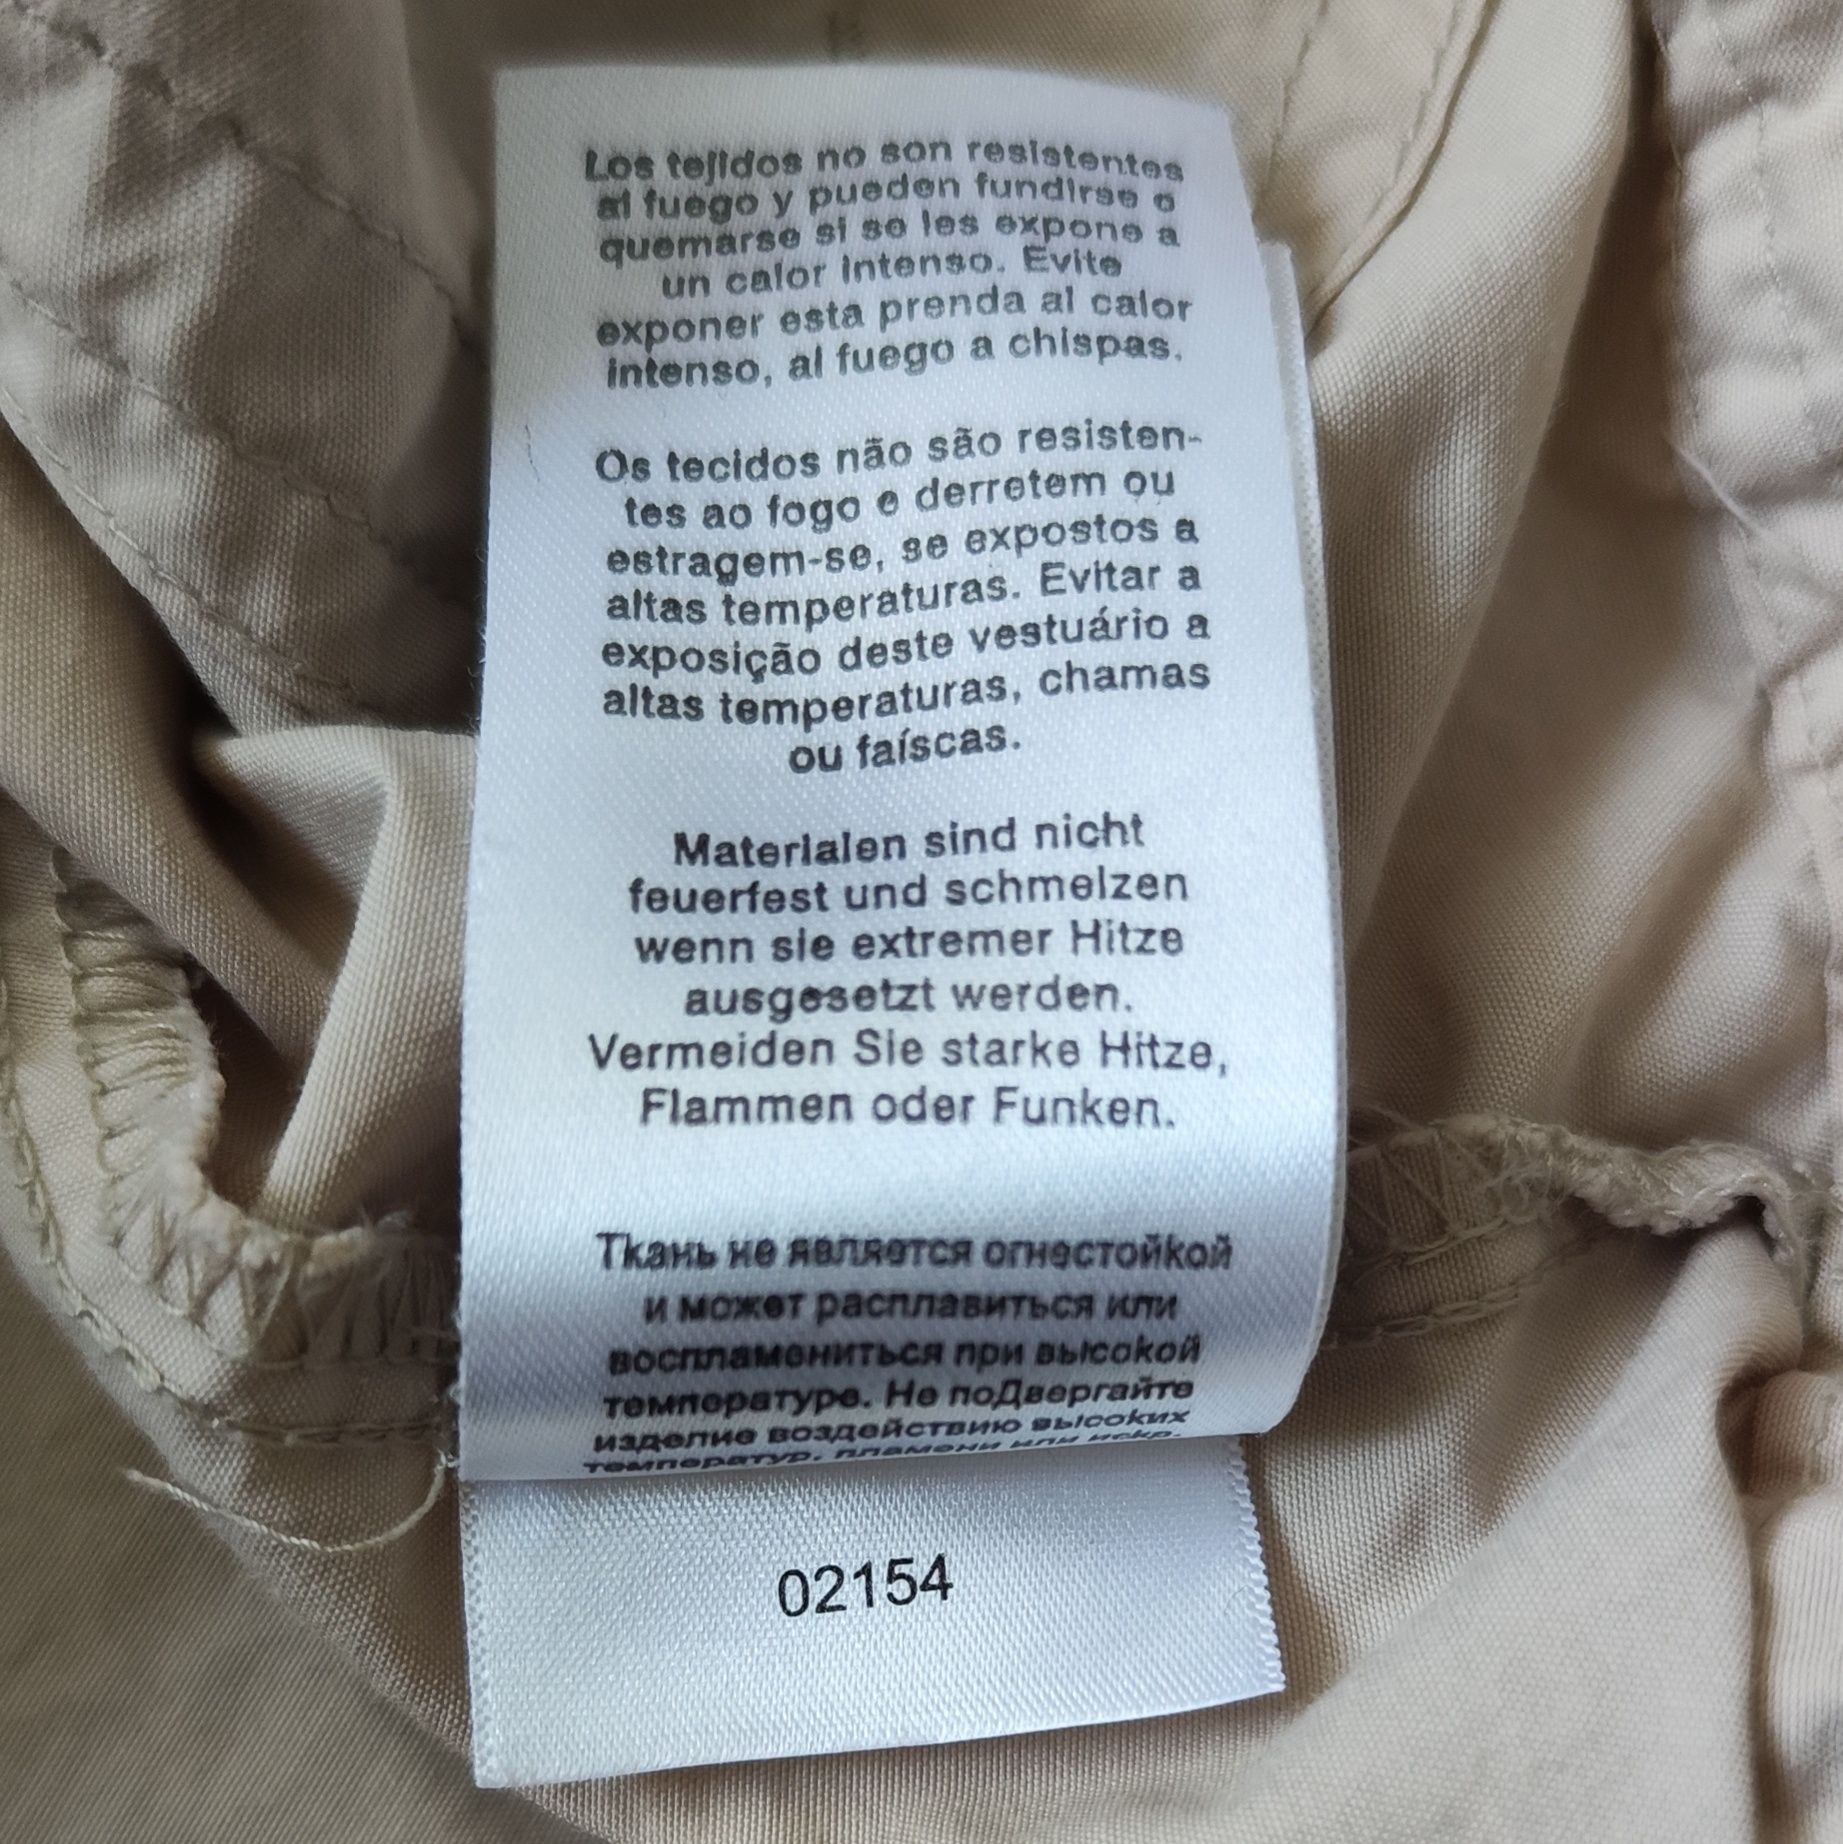 Los tejidos no son resistentes
al fuego y pueden fundirse o
quemarse si se les expone a
un calor intenso. Evite
exponer esta prenda al calor
intenso, al fuego a chispas.
Os tecidos não são resisten-
tes ao fogo e derretem ou
estragem-se, se expostos a
altas temperaturas. Evitar a
exposição deste vestuário a
altas temperaturas, chamas
ou faíscas.
Materialen sind nicht
feuerfest und schmelzen
wenn sie extremer Hitze
ausgesetzt werden.
Vermeiden Sie starke Hitze,
Flammen oder Funken.
Ткань не является огнестойкой
и может расплавиться или
воспламениться при высокой
температуре. Не подвергайте
изделие воздействию высоких
температур, пламени или искр.
02154